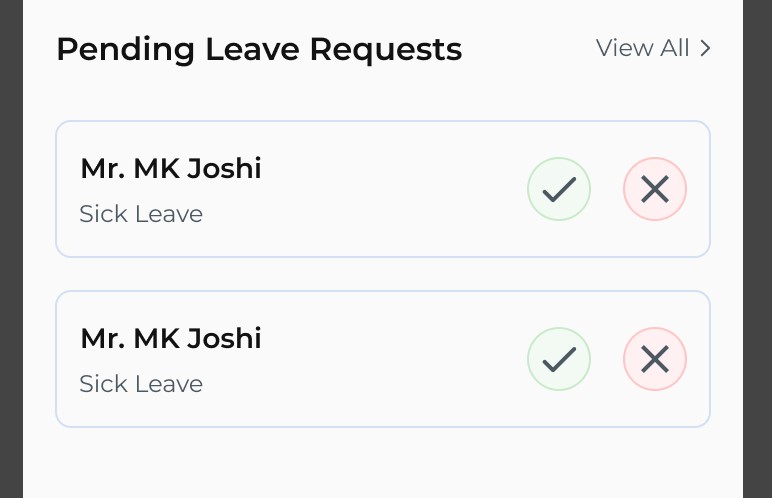 Pending Leave Requests
View All
Mr. MK Joshi
Sick Leave
Mr. MK Joshi
Sick Leave